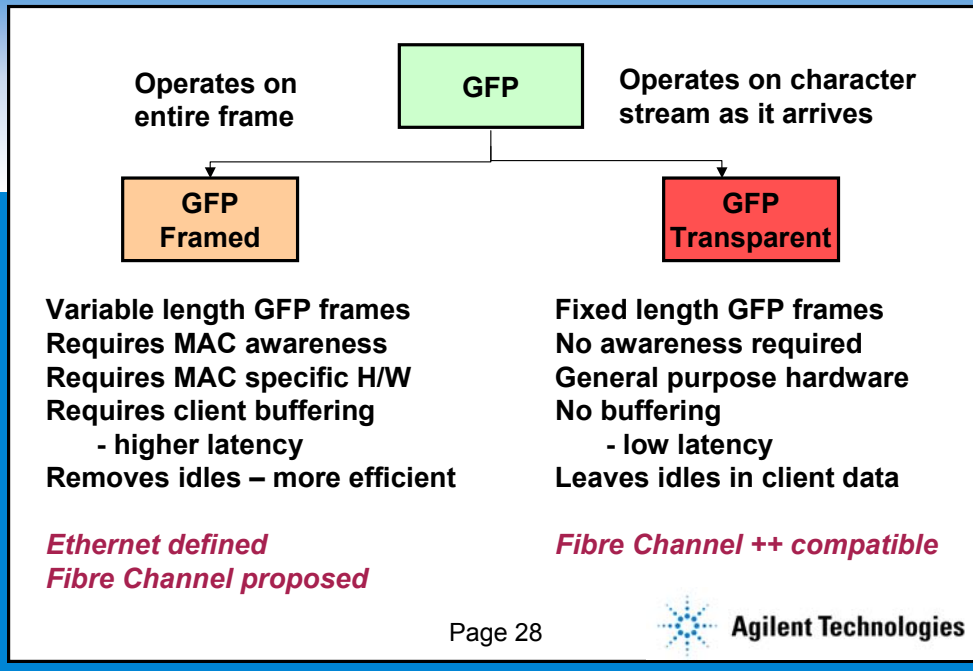 Operates on
entire frame
GFP
Operates on character
stream as it arrives
GFP
Framed
GFP
Transparent
Variable length GFP frames
Requires MAC awareness
Requires MAC specific H/W
Requires client buffering
- higher latency
Removes idles – more efficient
Ethernet defined
Fibre Channel proposed
Fixed length GFP frames
No awareness required
General purpose hardware
No buffering
- low latency
Leaves idles in client data
Fibre Channel ++ compatible
Page 28
Agilent Technologies